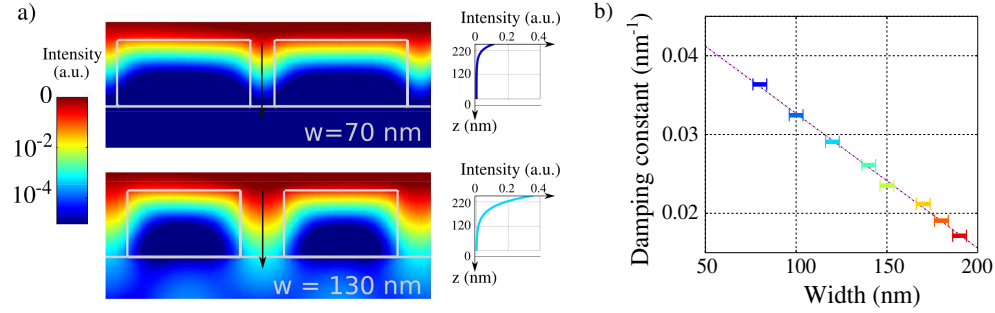 a)
Intensity
(a.u.)
0
10⁻²
10⁻⁴
w=70 nm
w = 130 nm
Intensity (a.u.)
0 0.2 0.4
220
120
0
z (nm)
Intensity (a.u.)
0 0.2 0.4
220
120
0
z (nm)
b)
Damping constant (nm⁻¹)
0.04
0.03
0.02
50 100 150 200
Width (nm)